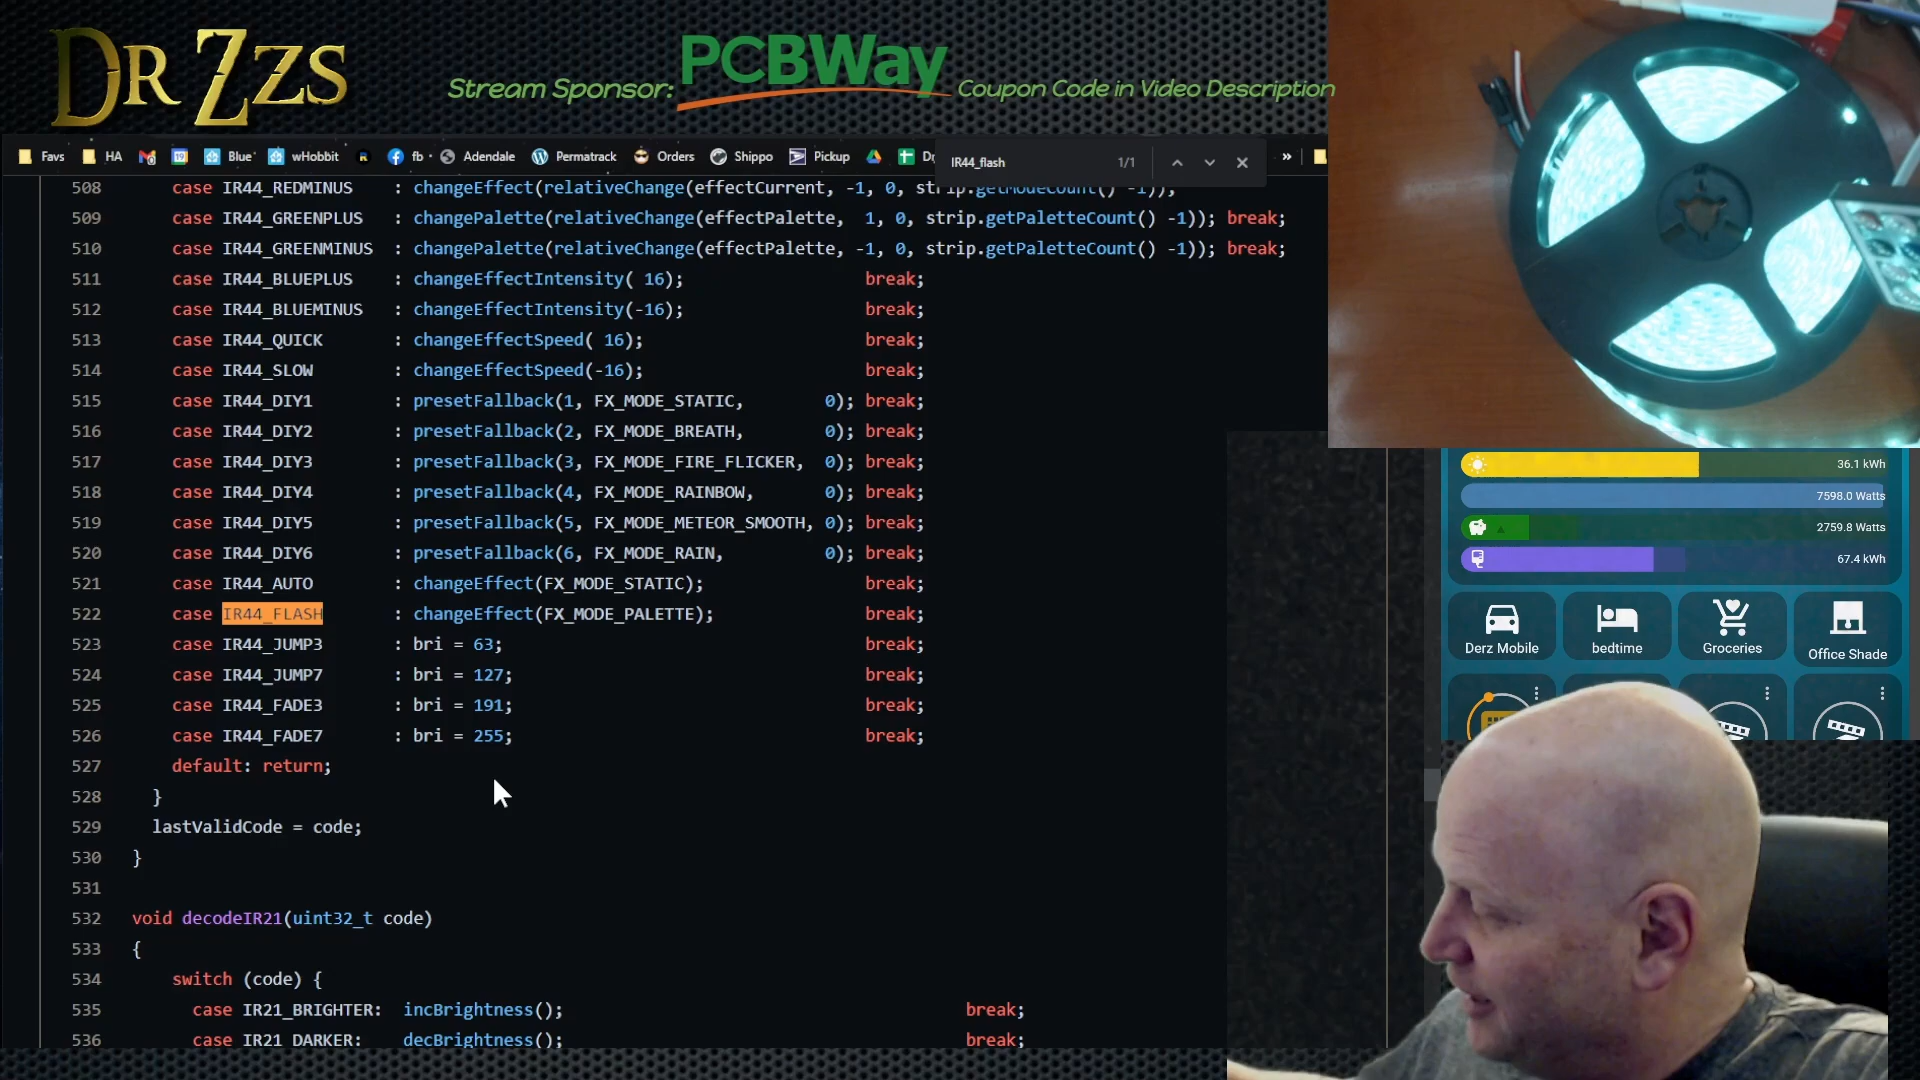 DR ZZS
Stream Sponsor: PCBWay Coupon Code in Video Description
Favs HA Blue wHobbit fb Adendale Permatrack Orders Shippo Pickup IR44_flash 1/1 »
508 case IR44_REDMINUS : changeEffect(relativeChange(effectCurrent, -1, 0, strip.getModeCount() -1));
509 case IR44_GREENPLUS : changePalette(relativeChange(effectPalette, 1, 0, strip.getPaletteCount() -1)); break;
510 case IR44_GREENMINUS : changePalette(relativeChange(effectPalette, -1, 0, strip.getPaletteCount() -1)); break;
511 case IR44_BLUEPLUS : changeEffectIntensity( 16); break;
512 case IR44_BLUEMINUS : changeEffectIntensity(-16); break;
513 case IR44_QUICK : changeEffectSpeed( 16); break;
514 case IR44_SLOW : changeEffectSpeed(-16); break;
515 case IR44_DIY1 : presetFallback(1, FX_MODE_STATIC, 0); break;
516 case IR44_DIY2 : presetFallback(2, FX_MODE_BREATH, 0); break;
517 case IR44_DIY3 : presetFallback(3, FX_MODE_FIRE_FLICKER, 0); break;
518 case IR44_DIY4 : presetFallback(4, FX_MODE_RAINBOW, 0); break;
519 case IR44_DIY5 : presetFallback(5, FX_MODE_METEOR_SMOOTH, 0); break;
520 case IR44_DIY6 : presetFallback(6, FX_MODE_RAIN, 0); break;
521 case IR44_AUTO : changeEffect(FX_MODE_STATIC); break;
522 case IR44_FLASH : changeEffect(FX_MODE_PALETTE); break;
523 case IR44_JUMP3 : bri = 63; break;
524 case IR44_JUMP7 : bri = 127; break;
525 case IR44_FADE3 : bri = 191; break;
526 case IR44_FADE7 : bri = 255; break;
527 default: return;
528 }
529 lastValidCode = code;
530 }
531
532 void decodeIR21(uint32_t code)
533 {
534 switch (code) {
535 case IR21_BRIGHTER: incBrightness(); break;
536 case IR21_DARKER: decBrightness(); break;
36.1 kWh
7598.0 Watts
2759.8 Watts
67.4 kWh
Derz Mobile bedtime Groceries Office Shade